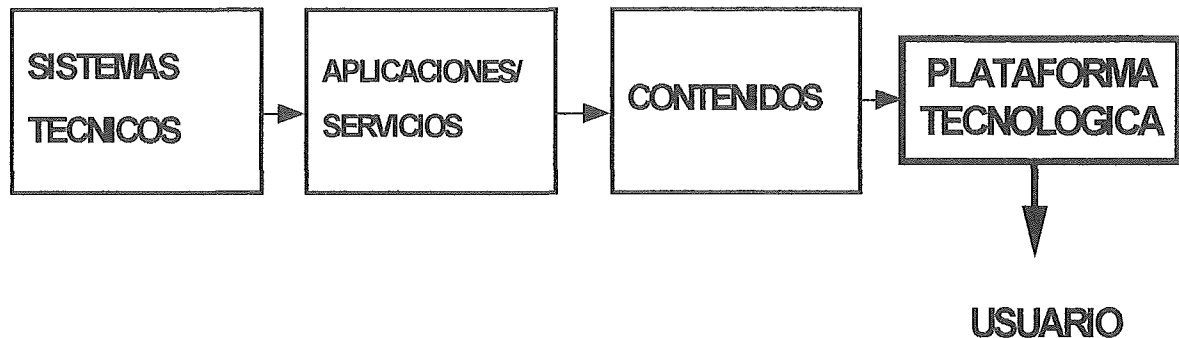 SISTEMAS
TECNICOS
APLICACIONES/
SERVICIOS
CONTENIDOS
PLATAFORMA
TECNOLOGICA
USUARIO